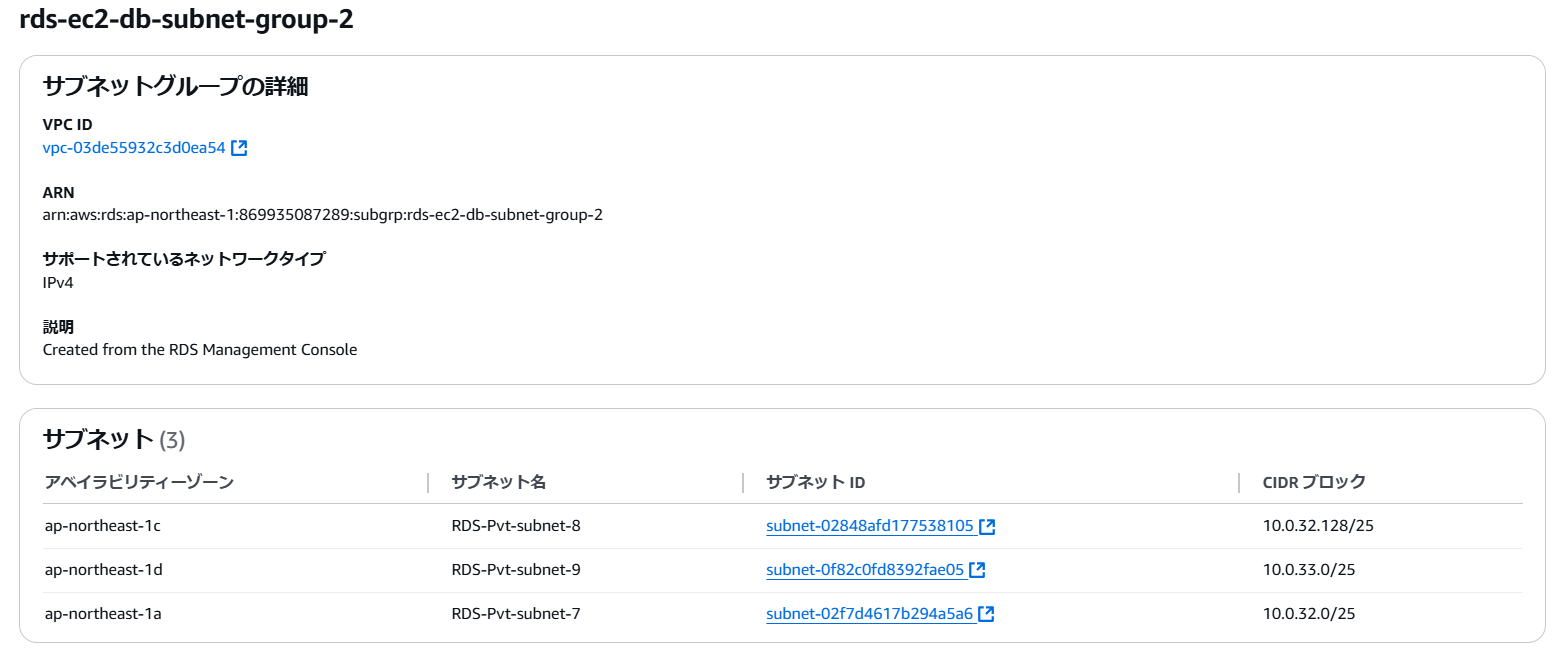 rds-ec2-db-subnet-group-2
サブネットグループの詳細
VPC ID
vpc-03de55932c3d0ea54
ARN
arn:aws:rds:ap-northeast-1:869935087289:subgrp:rds-ec2-db-subnet-group-2
サポートされているネットワークタイプ
IPv4
説明
Created from the RDS Management Console
サブネット (3)
アベイラビリティーゾーン サブネット名 サブネット ID CIDR ブロック
ap-northeast-1c RDS-Pvt-subnet-8 subnet-02848afd177538105 10.0.32.128/25
ap-northeast-1d RDS-Pvt-subnet-9 subnet-0f82c0fd8392fae05 10.0.33.0/25
ap-northeast-1a RDS-Pvt-subnet-7 subnet-02f7d4617b294a5a6 10.0.32.0/25